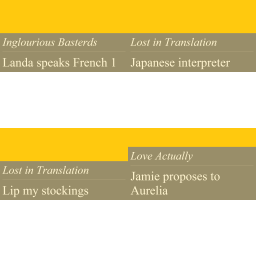 Inglourious Basterds
Landa speaks French 1
Lost in Translation
Japanese interpreter
Lost in Translation
Lip my stockings
Love Actually
Jamie proposes to
Aurelia